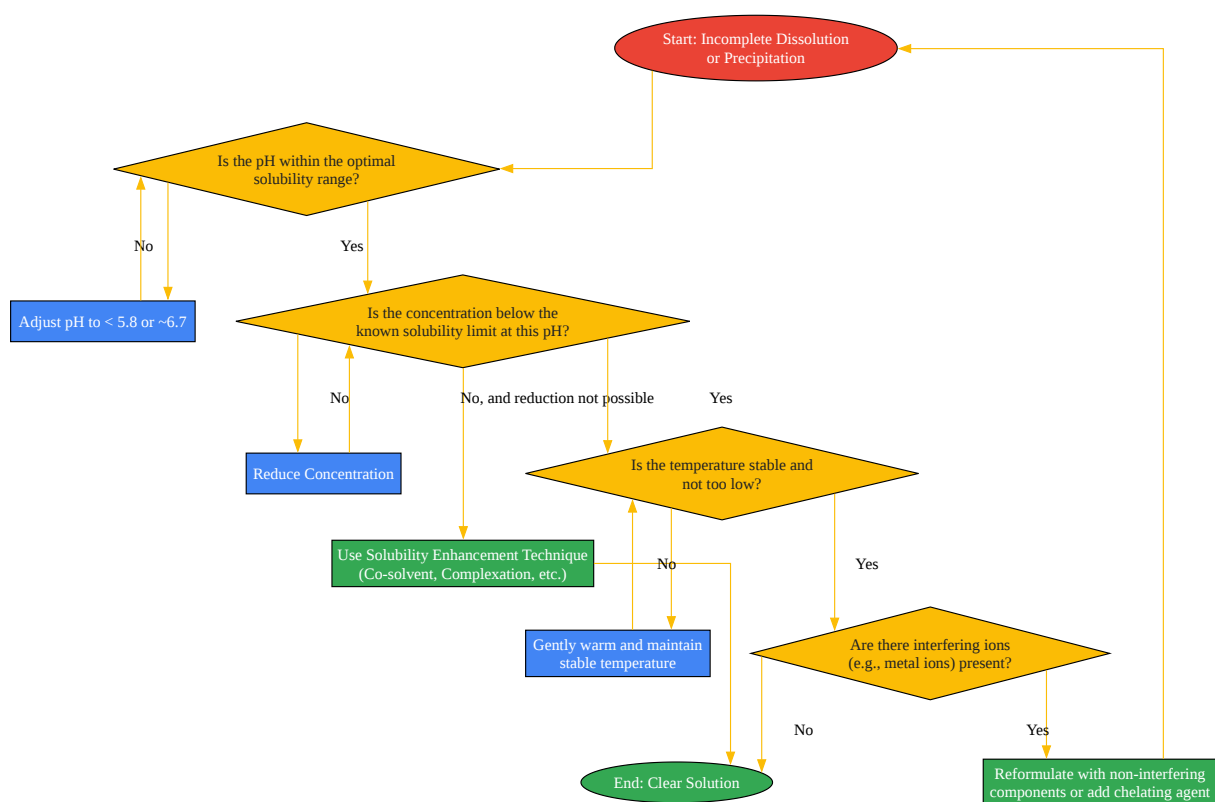 Start: Incomplete Dissolution
or Precipitation
Is the pH within the optimal
solubility range?
No
Yes
Adjust pH to < 5.8 or ~6.7
Is the concentration below the
known solubility limit at this pH?
No
No, and reduction not possible
Yes
Reduce Concentration
Is the temperature stable and
not too low?
Use Solubility Enhancement Technique
(Co-solvent, Complexation, etc.)
No
Yes
Gently warm and maintain
stable temperature
Are there interfering ions
(e.g., metal ions) present?
No
Yes
End: Clear Solution
Reformulate with non-interfering
components or add chelating agent